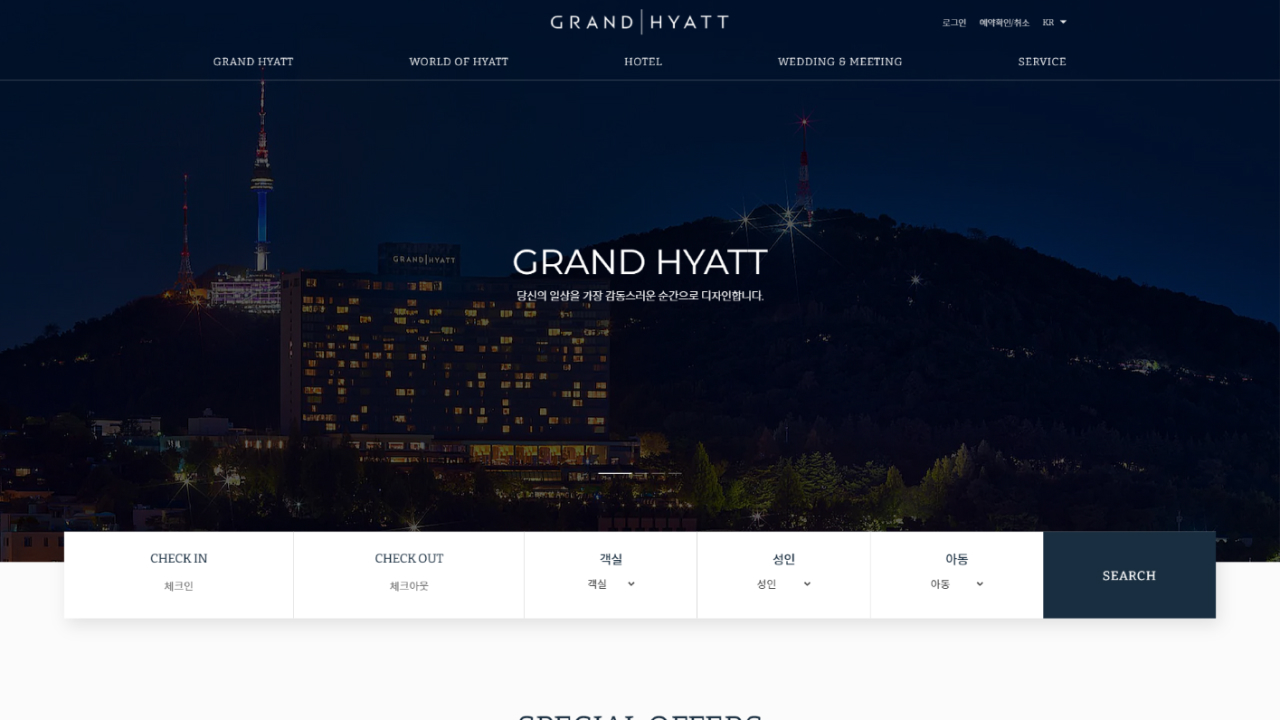 GRAND|HYATT
로그인 예약확인/취소 KR
GRAND HYATT WORLD OF HYATT HOTEL WEDDING & MEETING SERVICE
GRAND|HYATT
GRAND HYATT
당신의 일상을 가장 감동스러운 순간으로 디자인합니다.
CHECK IN CHECK OUT 객실 성인 아동
체크인 체크아웃 객실 성인 아동
SEARCH
SPECIAL OFFERS